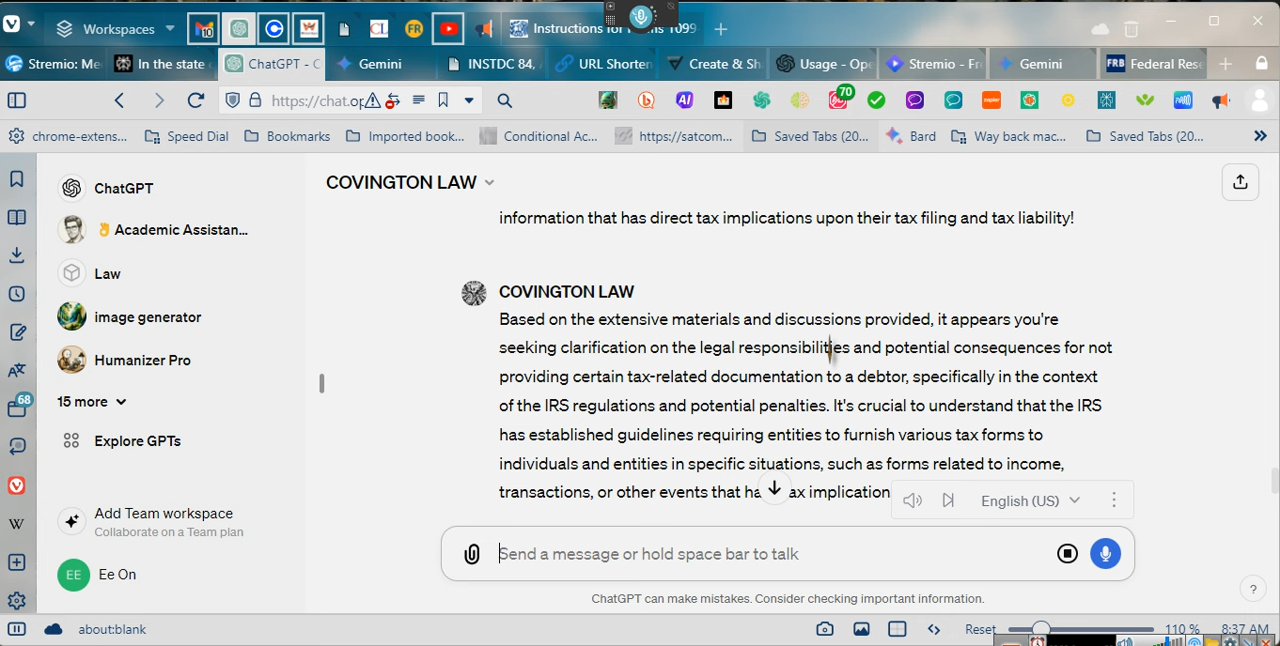 Workspaces
10
CL
FR
Instructions for Forms 1099
Stremio: Me
In the state
ChatGPT - C
Gemini
INSTDC 84,
URL Shorten
Create & Sh
Usage - Ope
Stremio - Fr
Gemini
FRB
Federal Rese
https://chat.op
AI
70
chrome-extens...
Speed Dial
Bookmarks
Imported book...
Conditional Ac...
https://satcom...
Saved Tabs (20...
Bard
Way back mac...
Saved Tabs (20...
ChatGPT
Academic Assistan...
Law
image generator
Humanizer Pro
15 more
Explore GPTs
Add Team workspace
Collaborate on a Team plan
EE
Ee On
68
W
COVINGTON LAW
information that has direct tax implications upon their tax filing and tax liability!
COVINGTON LAW
Based on the extensive materials and discussions provided, it appears you're
seeking clarification on the legal responsibilities and potential consequences for not
providing certain tax-related documentation to a debtor, specifically in the context
of the IRS regulations and potential penalties. It's crucial to understand that the IRS
has established guidelines requiring entities to furnish various tax forms to
individuals and entities in specific situations, such as forms related to income,
transactions, or other events that ha ax implication
English (US)
Send a message or hold space bar to talk
ChatGPT can make mistakes. Consider checking important information.
?
about:blank
Reset
110 %
8:37 AM